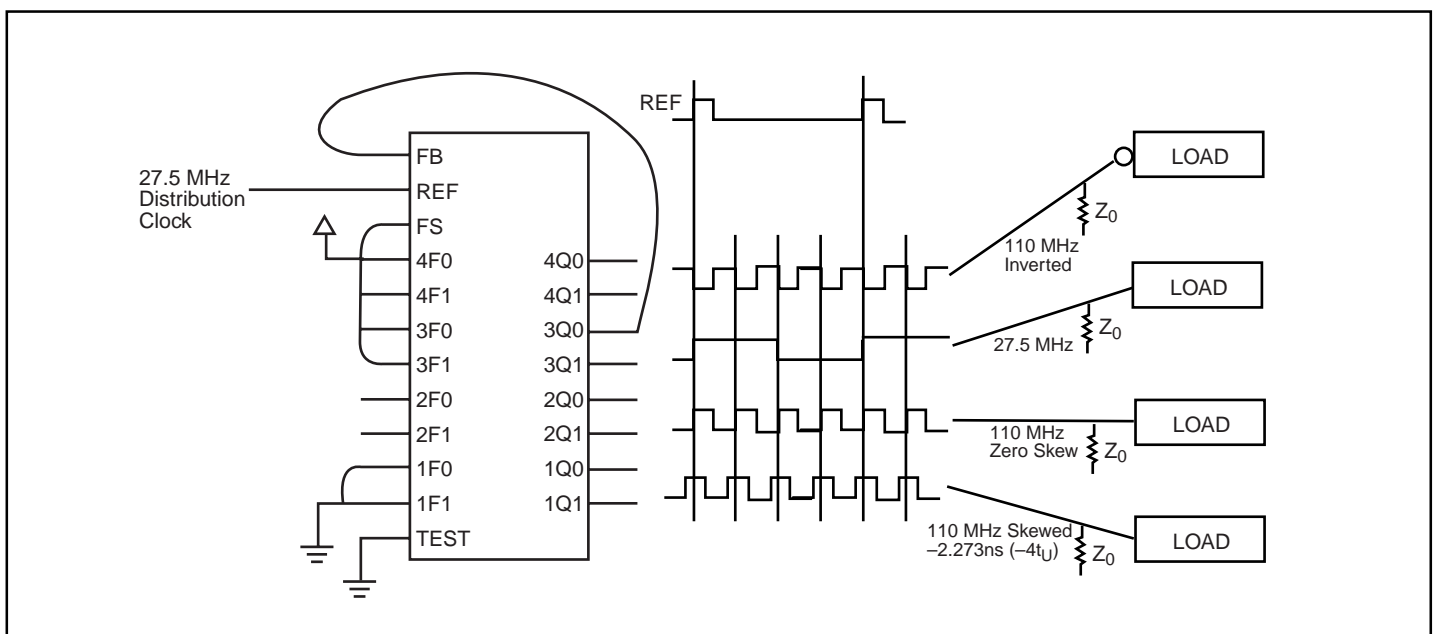 27.5 MHz
Distribution
Clock
FB
REF
FS
4F0
4F1
3F0
3F1
2F0
2F1
1F0
1F1
TEST
4Q0
4Q1
3Q0
3Q1
2Q0
2Q1
1Q0
1Q1
REF
LOAD
Z0
110 MHz
Inverted
LOAD
Z0
27.5 MHz
LOAD
110 MHz
Zero Skew
Z0
110 MHz Skewed
–2.273ns (–4tU)
Z0
LOAD